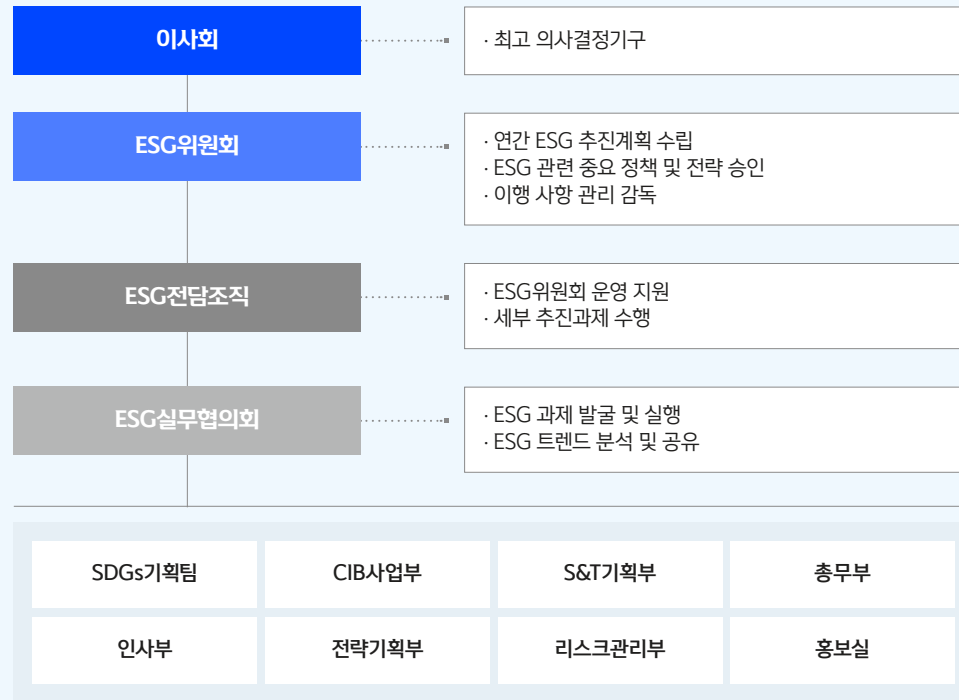 이사회
· 최고 의사결정기구
ESG위원회
· 연간 ESG 추진계획 수립
· ESG 관련 중요 정책 및 전략 승인
· 이행 사항 관리 감독
ESG전담조직
· ESG위원회 운영 지원
· 세부 추진과제 수행
ESG실무협의회
· ESG 과제 발굴 및 실행
· ESG 트렌드 분석 및 공유
SDGs기획팀 CIB사업부 S&T기획부 총무부
인사부 전략기획부 리스크관리부 홍보실